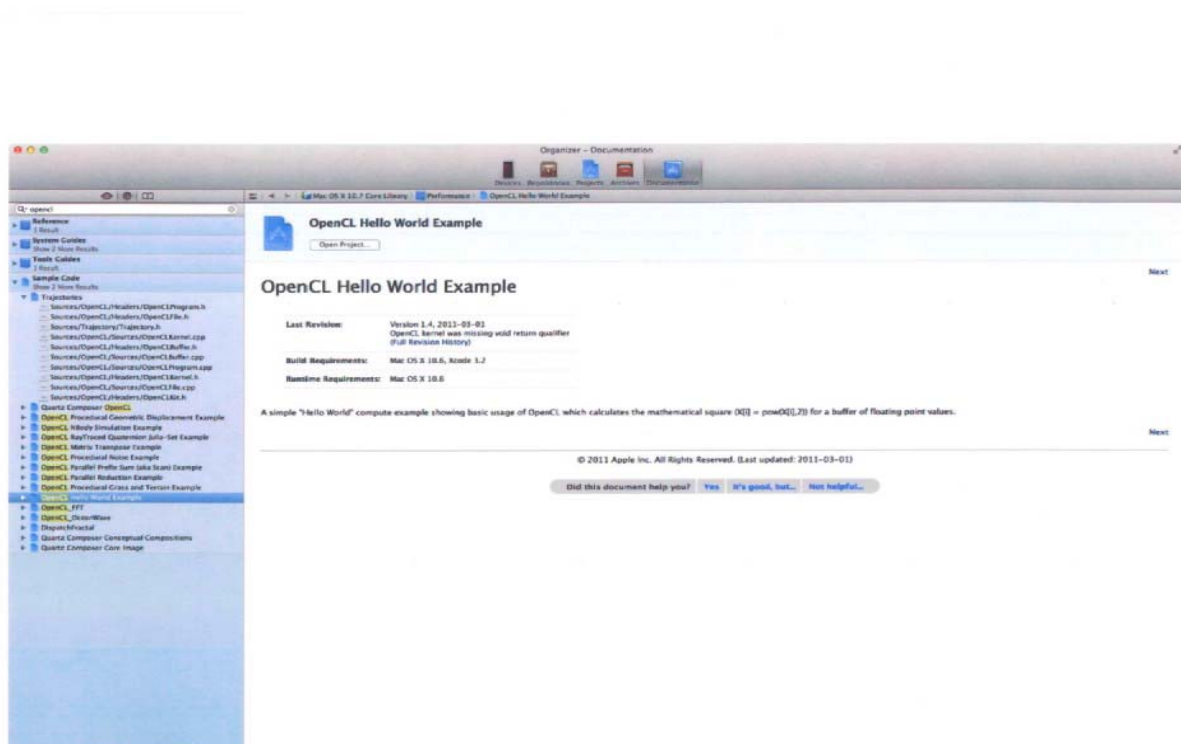 Organizer – Documentation
Devices Repositories Projects Archives Documentation
Mac OS X 10.7 Core Library Performance OpenCL Hello World Example
opencl
Reference
1 Result
System Guides
Show 2 More Results
Tools Guides
1 Result
Sample Code
Show 2 More Results
Trajectories
Sources/OpenCL/Headers/OpenCLProgram.h
Sources/OpenCL/Headers/OpenCLFile.h
Sources/Trajectory/Trajectory.h
Sources/OpenCL/Sources/OpenCLKernel.cpp
Sources/OpenCL/Headers/OpenCLBuffer.h
Sources/OpenCL/Sources/OpenCLBuffer.cpp
Sources/OpenCL/Sources/OpenCLProgram.cpp
Sources/OpenCL/Headers/OpenCLKernel.h
Sources/OpenCL/Sources/OpenCLFile.cpp
Sources/OpenCL/Headers/OpenCLKit.h
Quartz Composer OpenCL
OpenCL Procedural Geometric Displacement Example
OpenCL NBody Simulation Example
OpenCL RayTraced Quaternion Julia-Set Example
OpenCL Matrix Transpose Example
OpenCL Procedural Noise Example
OpenCL Parallel Prefix Sum (aka Scan) Example
OpenCL Parallel Reduction Example
OpenCL Procedural Grass and Terrain Example
OpenCL Hello World Example
OpenCL_FFT
OpenCL_OceanWave
DispatchFractal
Quartz Composer Conceptual Compositions
Quartz Composer Core Image
OpenCL Hello World Example
Open Project...
Next
OpenCL Hello World Example
Last Revision: Version 1.4, 2011-03-01
OpenCL kernel was missing void return qualifier
(Full Revision History)
Build Requirements: Mac OS X 10.6, Xcode 3.2
Runtime Requirements: Mac OS X 10.6
A simple "Hello World" compute example showing basic usage of OpenCL which calculates the mathematical square (X[i] = pow(X[i],2)) for a buffer of floating point values.
Next
© 2011 Apple Inc. All Rights Reserved. (Last updated: 2011-03-01)
Did this document help you? Yes It's good, but... Not helpful...